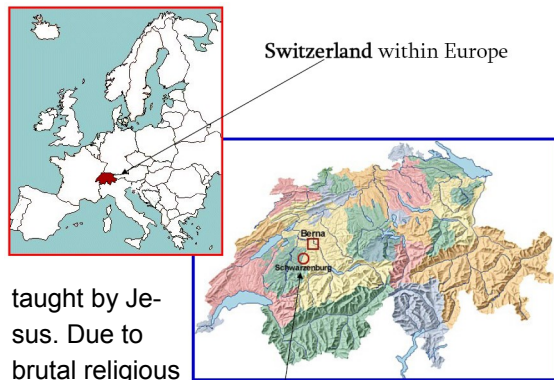 Switzerland within Europe
Berna
Schwarzenburg
taught by Je-
sus. Due to
brutal religious